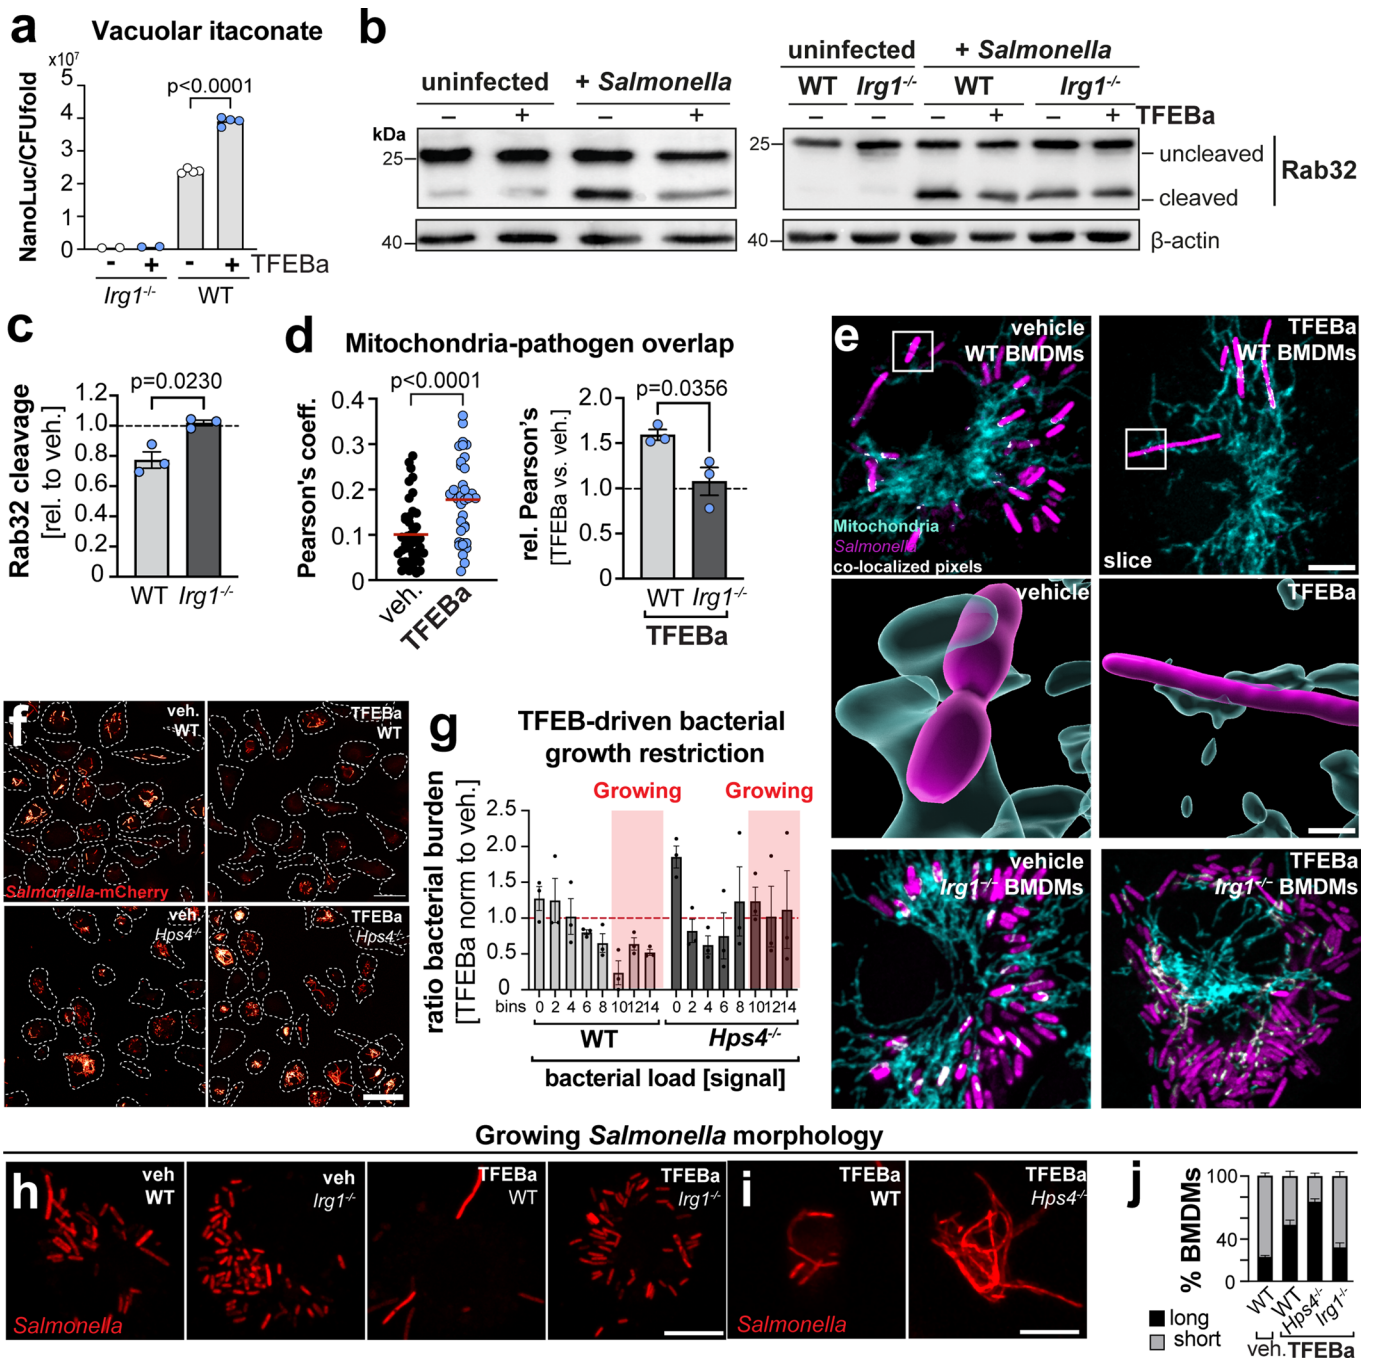 a
Vacuolar itaconate
x10⁷
NanoLuc/CFUfold
5
4
3
2
1
0
p<0.0001
- + - + TFEBa
Irg1-/- WT
b
uninfected + Salmonella
– + – +
kDa
25
40
uninfected + Salmonella
WT Irg1-/- WT Irg1-/-
– – – + – + TFEBa
25
uncleaved
cleaved
Rab32
40
β-actin
c
Rab32 cleavage
[rel. to veh.]
p=0.0230
1.2
1.0
0.8
0.6
0.4
0.2
0
WT Irg1-/-
d
Mitochondria-pathogen overlap
Pearson's coeff.
p<0.0001
0.4
0.3
0.2
0.1
0
veh. TFEBa
rel. Pearson's
[TFEBa vs. veh.]
p=0.0356
2.0
1.5
1.0
0.5
0
WT Irg1-/-
TFEBa
e
vehicle
WT BMDMs
Mitochondria
Salmonella
co-localized pixels
TFEBa
WT BMDMs
slice
vehicle
TFEBa
vehicle
Irg1-/- BMDMs
TFEBa
Irg1-/- BMDMs
f
veh.
WT
Salmonella-mCherry
TFEBa
WT
veh.
Hps4-/-
TFEBa
Hps4-/-
g
TFEB-driven bacterial
growth restriction
ratio bacterial burden
[TFEBa norm to veh.]
Growing Growing
2.5
2.0
1.5
1.0
0.5
0
bins 0 2 4 6 8 101214 0 2 4 6 8 101214
WT Hps4-/-
bacterial load [signal]
Growing Salmonella morphology
h
veh
WT
Salmonella
veh
Irg1-/-
TFEBa
WT
TFEBa
Irg1-/-
i
TFEBa
WT
Salmonella
TFEBa
Hps4-/-
j
% BMDMs
100
40
0
WT WT Hps4-/- Irg1-/-
veh. TFEBa
long
short